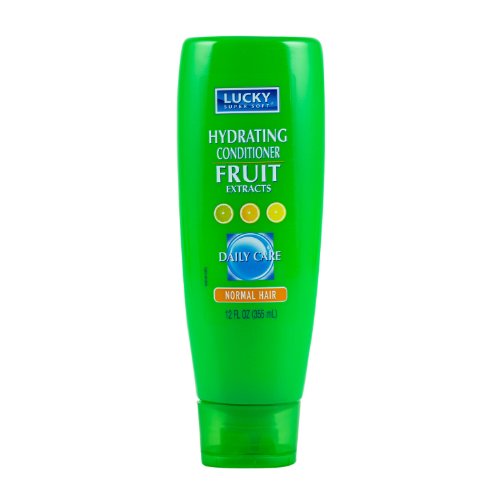 LUCKY
SUPER SOFT
HYDRATING
CONDITIONER
FRUIT
EXTRACTS
DAILY CARE
NORMAL HAIR
12 FL OZ (355 mL)